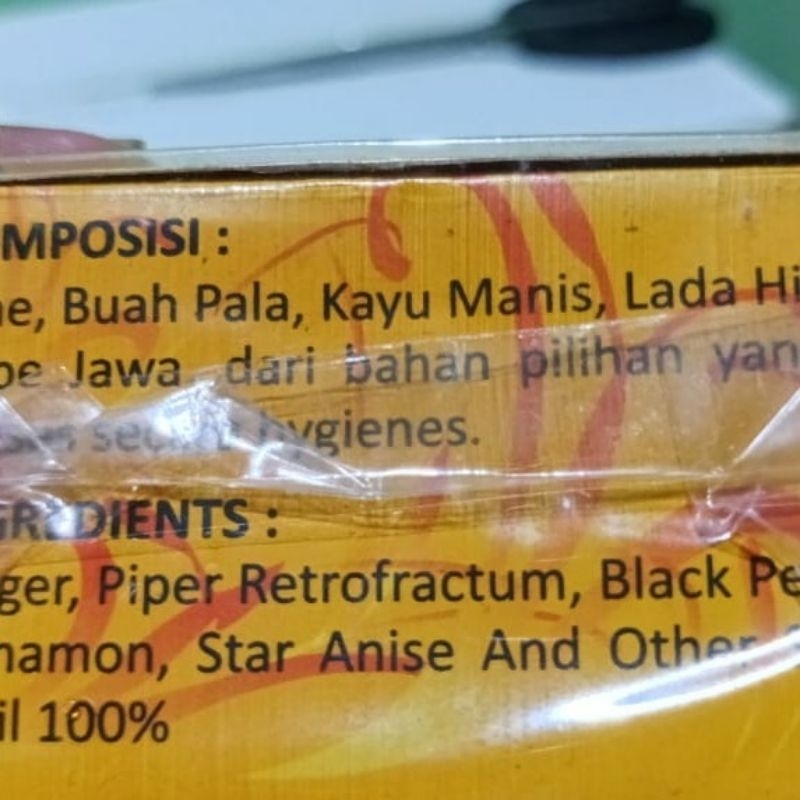 MPOSISI :
e, Buah Pala, Kayu Manis, Lada Hi
be Jawa dari bahan pilihan yan
secara hygienes.
GREDIENTS :
ger, Piper Retrofractum, Black Pe
namon, Star Anise And Other
il 100%